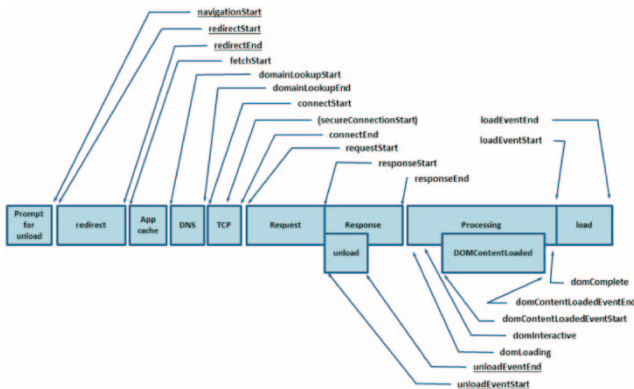 navigationStart
redirectStart
redirectEnd
fetchStart
domainLookupStart
domainLookupEnd
connectStart
(secureConnectionStart)
connectEnd
requestStart
responseStart
responseEnd
loadEventEnd
loadEventStart
Prompt
for
unload
redirect
App
cache
DNS
TCP
Request
Response
unload
Processing
DOMContentLoaded
load
domComplete
domContentLoadedEventEnd
domContentLoadedEventStart
domInteractive
domLoading
unloadEventEnd
unloadEventStart